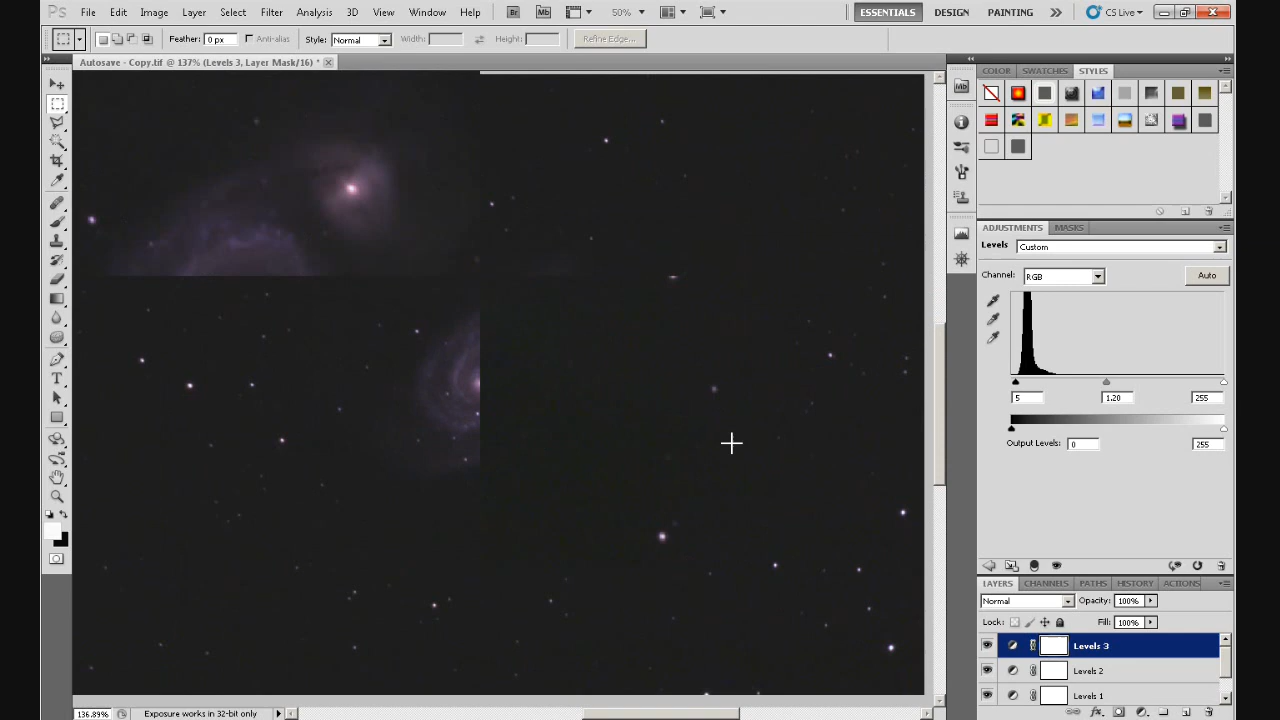 Ps File Edit Image Layer Select Filter Analysis 3D View Window Help Br Mb 50% ESSENTIALS DESIGN PAINTING CS Live
Feather: 0 px Anti-alias Style: Normal Width: Height: Refine Edge...
Autosave - Copy.tif @ 137% (Levels 3, Layer Mask/16) *
COLOR SWATCHES STYLES
Mb
ADJUSTMENTS MASKS
Levels Custom
Channel: RGB Auto
5 1.20 255
Output Levels: 0 255
LAYERS CHANNELS PATHS HISTORY ACTIONS
Normal Opacity: 100%
Lock: Fill: 100%
Levels 3
Levels 2
Levels 1
136.89% Exposure works in 32-bit only